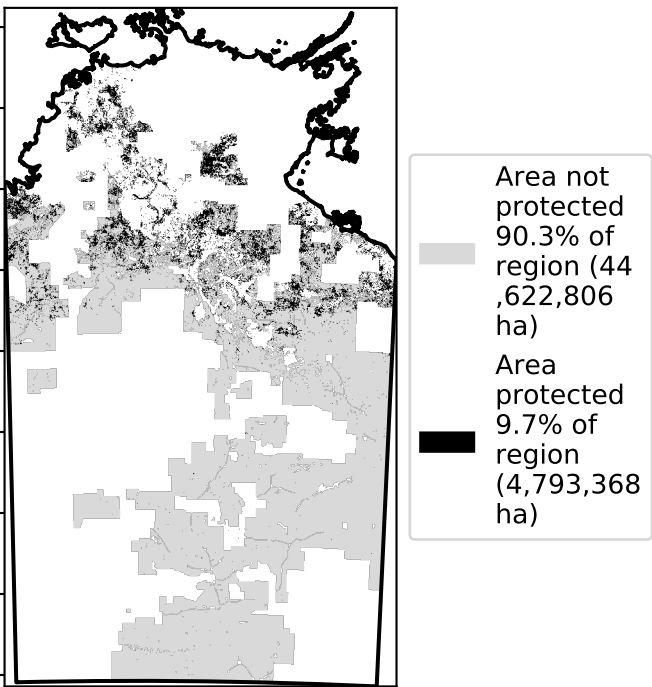 Area not
protected
90.3% of
region (44
,622,806
ha)
Area
protected
9.7% of
region
(4,793,368
ha)